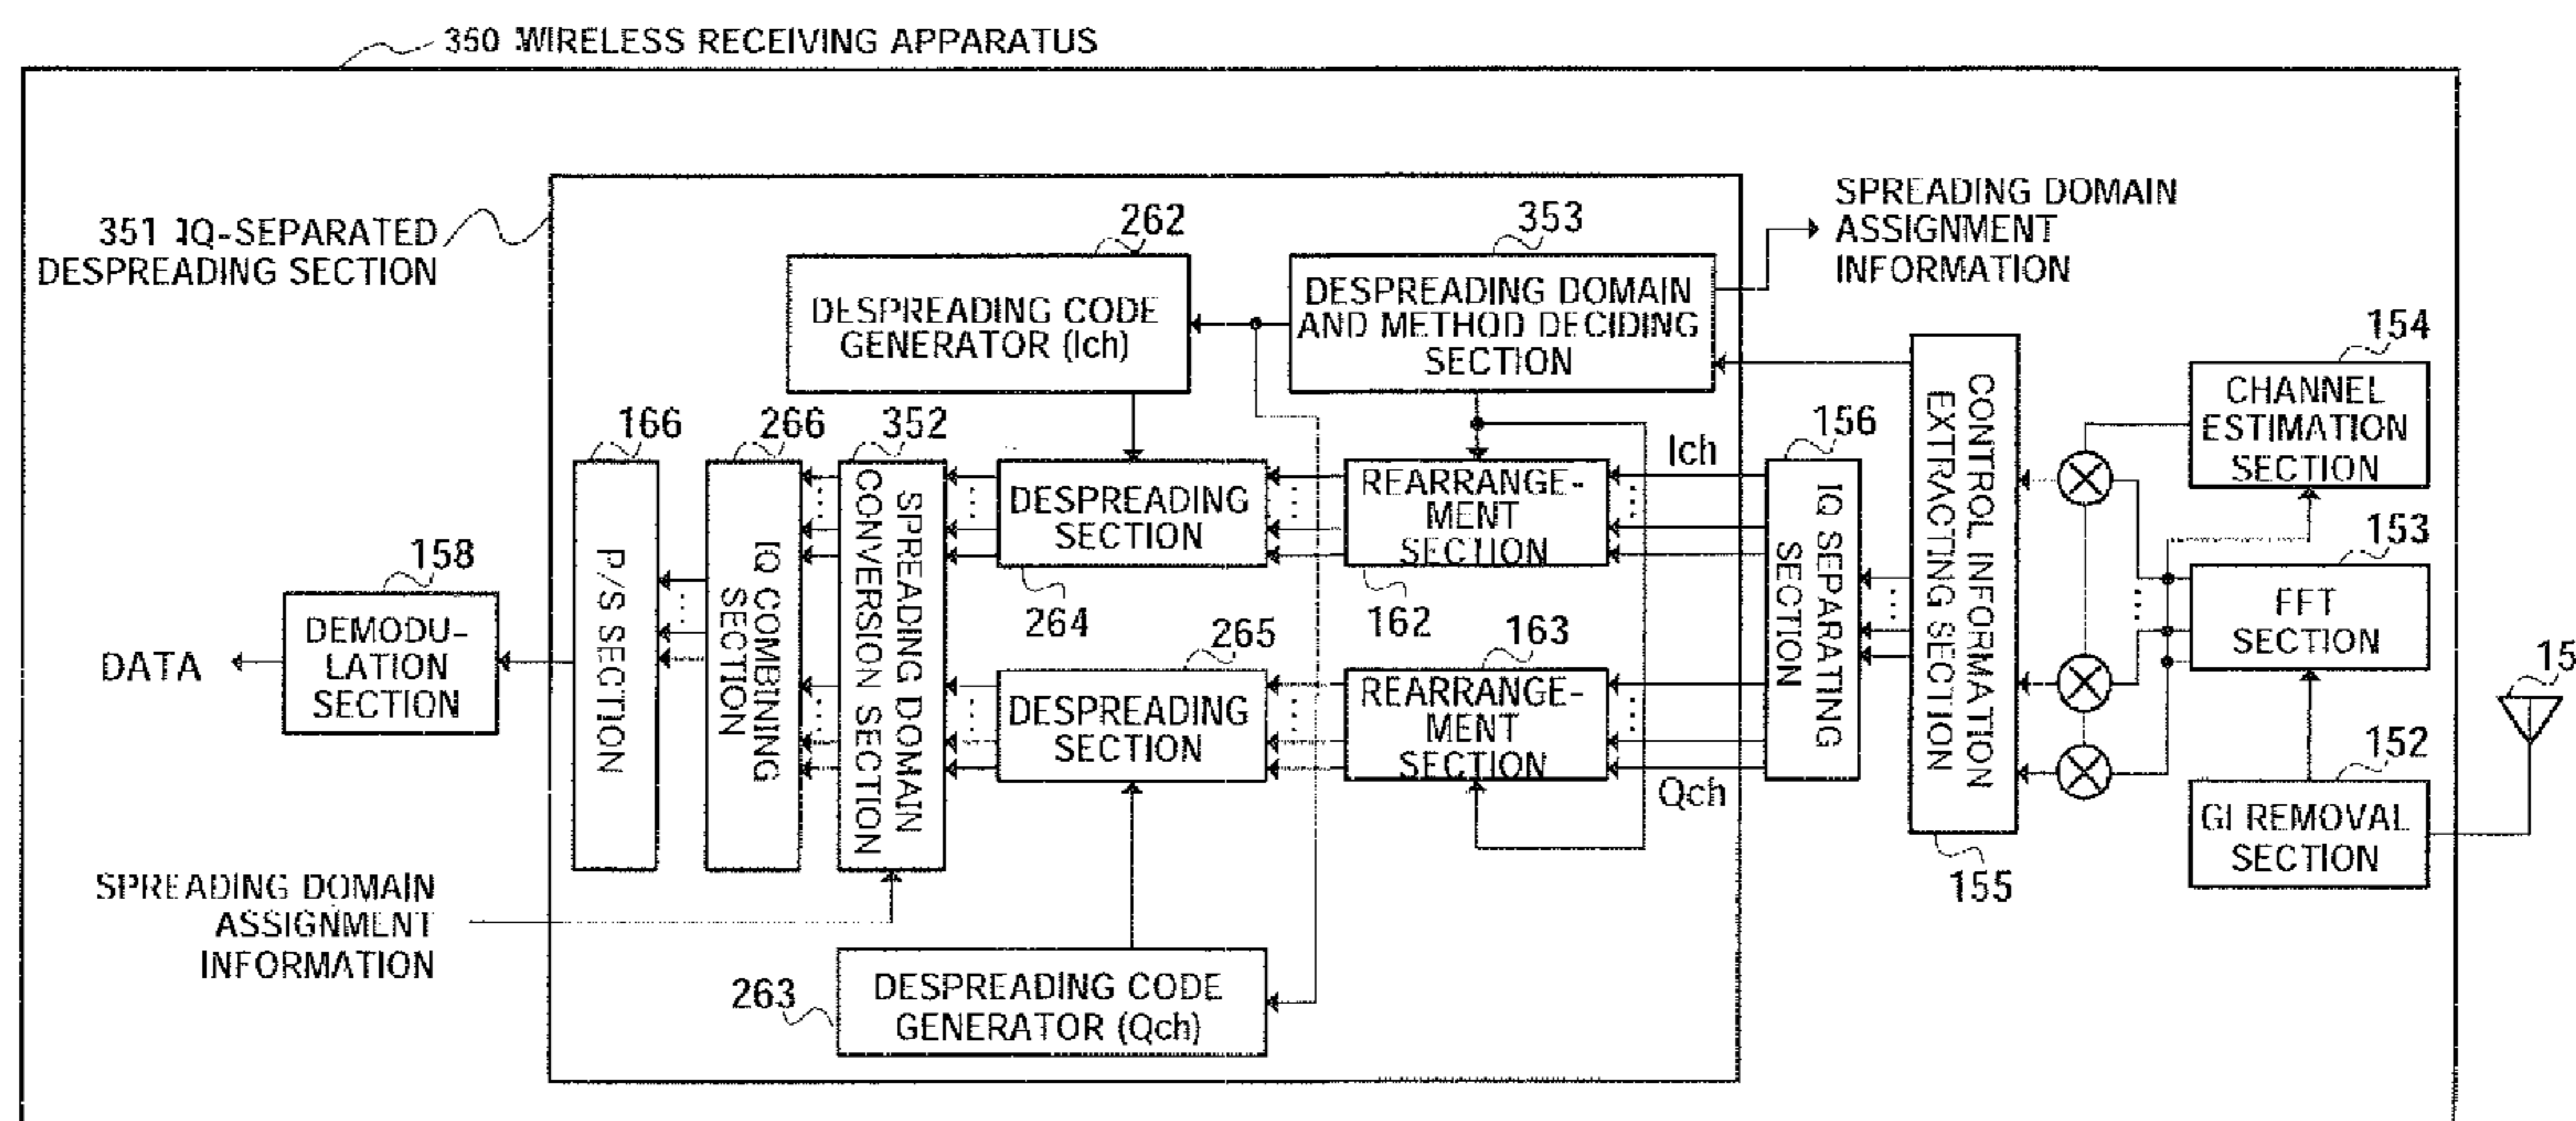 350 WIRELESS RECEIVING APPARATUS
351 IQ-SEPARATED
DESPREADING SECTION
262
353
SPREADING DOMAIN
ASSIGNMENT
INFORMATION
DESPREADING CODE
GENERATOR (Ich)
DESPREADING DOMAIN
AND METHOD DECIDING
SECTION
154
CHANNEL
ESTIMATION
SECTION
166
266
352
156
Ich
P/S SECTION
IQ COMBINING
SECTION
SPREADING DOMAIN
CONVERSION SECTION
DESPREADING
SECTION
264
REARRANGE-
MENT
SECTION
162
IQ SEPARATING
SECTION
CONTROL INFORMATION
EXTRACTING SECTION
155
153
FFT
SECTION
158
DEMODU-
LATION
SECTION
DATA
265
DESPREADING
SECTION
163
REARRANGE-
MENT
SECTION
Qch
15
152
GI REMOVAL
SECTION
SPREADING DOMAIN
ASSIGNMENT
INFORMATION
263
DESPREADING CODE
GENERATOR (Qch)